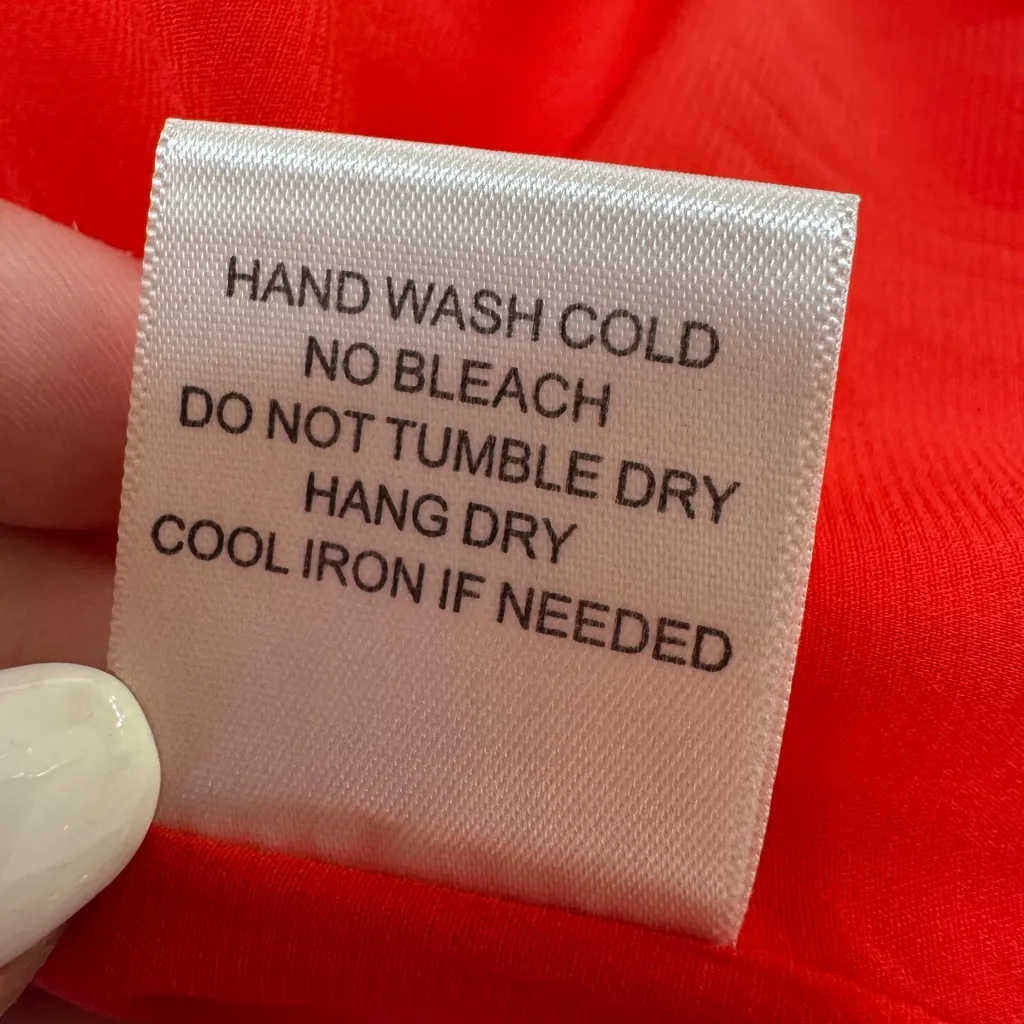 HAND WASH COLD
NO BLEACH
DO NOT TUMBLE DRY
HANG DRY
COOL IRON IF NEEDED